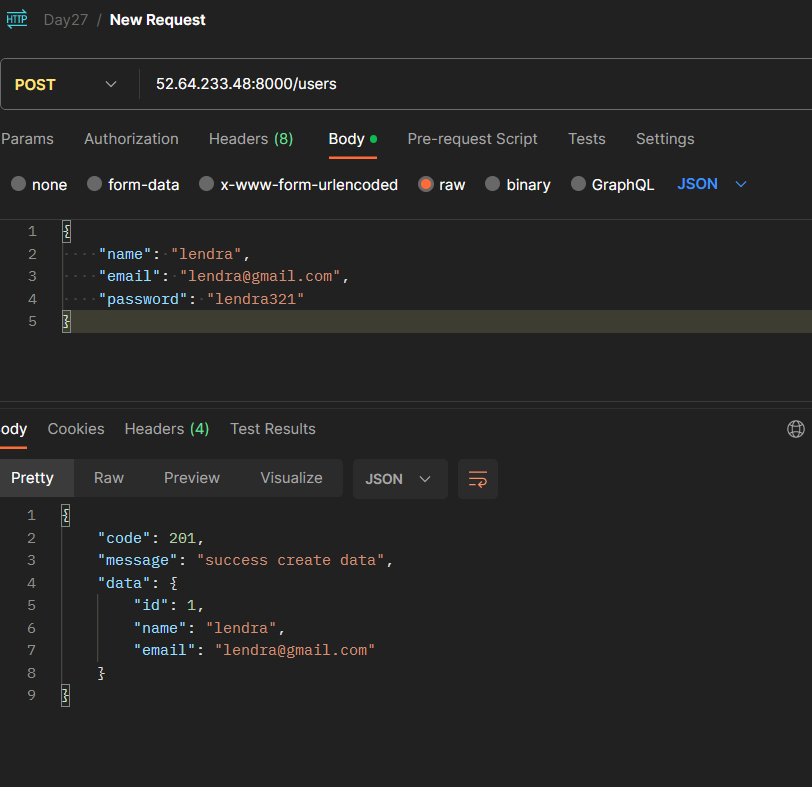 HTTP Day27 / New Request
POST 52.64.233.48:8000/users
Params Authorization Headers (8) Body Pre-request Script Tests Settings
none form-data x-www-form-urlencoded raw binary GraphQL JSON
1 {
2 "name": "lendra",
3 "email": "lendra@gmail.com",
4 "password": "lendra321"
5 }
ody Cookies Headers (4) Test Results
Pretty Raw Preview Visualize JSON
1 {
2 "code": 201,
3 "message": "success create data",
4 "data": {
5 "id": 1,
6 "name": "lendra",
7 "email": "lendra@gmail.com"
8 }
9 }